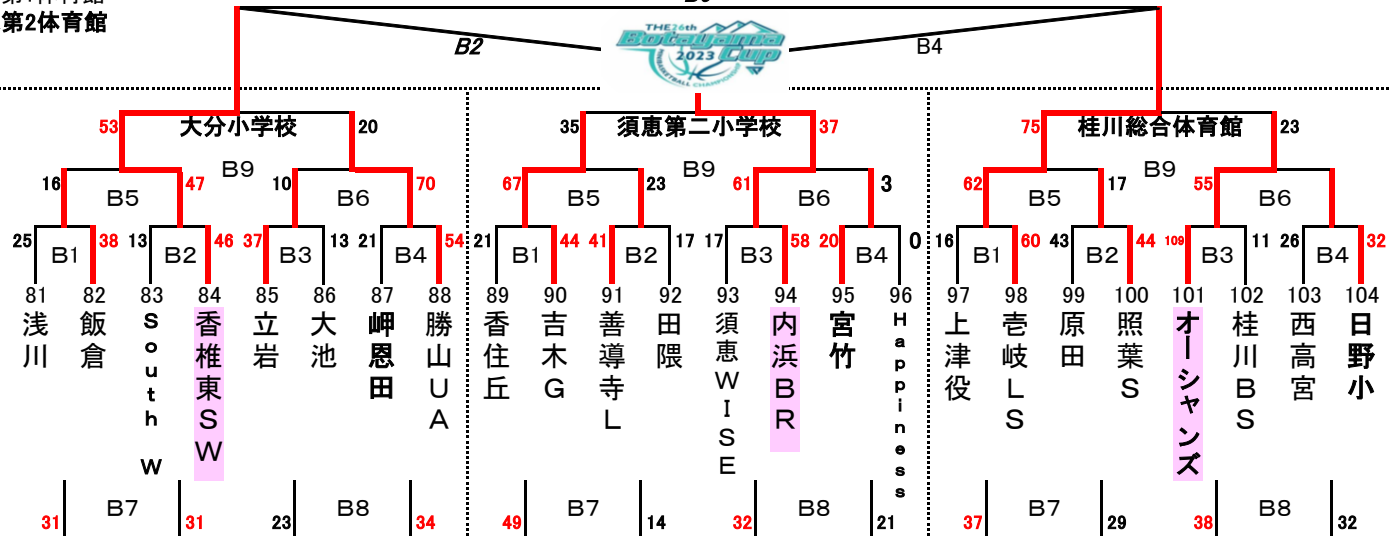 第2体育館
B2
THE 26th
Botayama
2023 Cup
B4
53 大分小学校 20
35 須恵第二小学校 37
75 桂川総合体育館 23
B9 B9 B9
16 B5 47 10 B6 70
67 B5 23 61 B6 3
62 B5 17 55 B6
25 B1 38 13 B2 46 37 B3 13 21 B4 54
21 B1 44 41 B2 17 17 B3 58 20 B4 0
16 B1 60 43 B2 44 109 B3 11 26 B4 32
81 82 83 84 85 86 87 88
89 90 91 92 93 94 95 96
97 98 99 100 101 102 103 104
浅川
飯倉
South W
香椎東SW
立岩
大池
岬恩田
勝山UA
香住丘
吉木G
善導寺L
田隈
須恵WISE
内浜BR
宮竹
Happiness
上津役
壱岐LS
原田
照葉S
オーシャンズ
桂川BS
西高宮
日野小
31 B7 31 23 B8 34
49 B7 14 32 B8 21
37 B7 29 38 B8 32